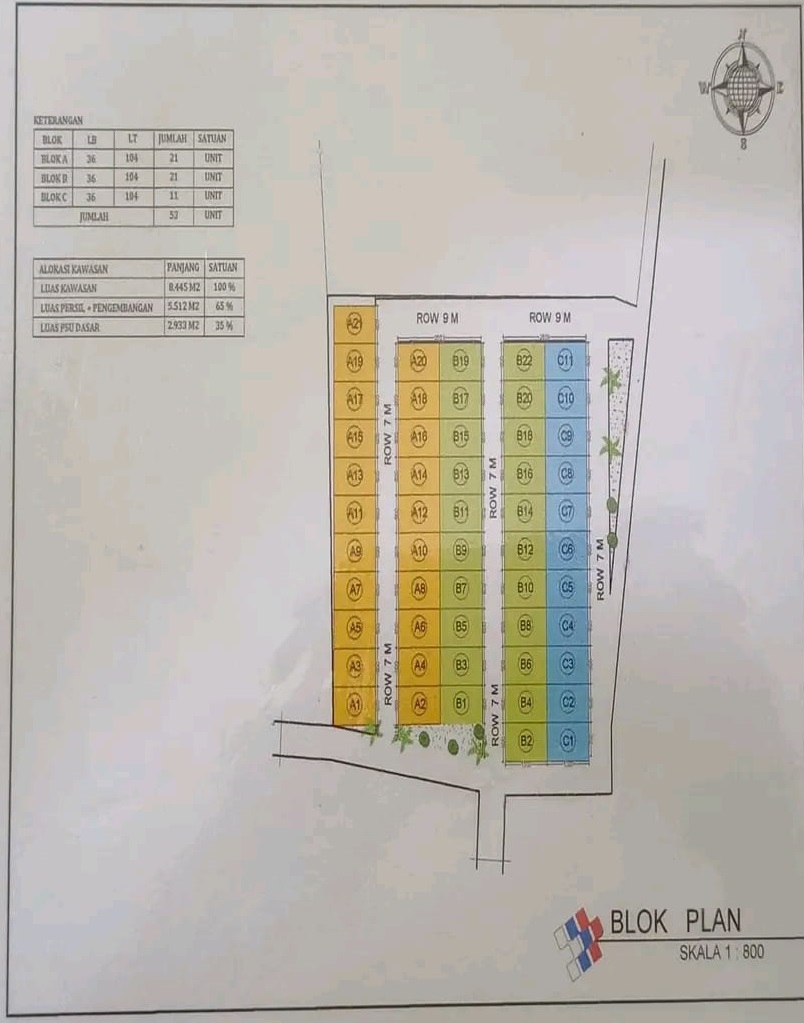 N
W
E
S
KETERANGAN
BLOK LB LT JUMLAH SATUAN
BLOK A 36 104 21 UNIT
BLOK B 36 104 21 UNIT
BLOK C 36 104 11 UNIT
JUMLAH 53 UNIT
ALOKASI KAWASAN PANJANG SATUAN
LUAS KAWASAN 8.445 M2 100 %
LUAS PERSIL + PENGEMBANGAN 5.512 M2 65 %
LUAS PSU DASAR 2.933 M2 35 %
ROW 9 M ROW 9 M
A21
A19 A20 B19 B22 C11
A17 A18 B17 B20 C10
A15 A16 B15 B18 C9
A13 A14 B13 B16 C8
A11 A12 B11 B14 C7
A9 A10 B9 B12 C6
A7 A8 B7 B10 C5
A5 A6 B5 B8 C4
A3 A4 B3 B6 C3
A1 A2 B1 B4 C2
B2 C1
ROW 7 M
ROW 7 M
ROW 7 M
ROW 7 M
ROW 7 M
BLOK PLAN
SKALA 1 : 800